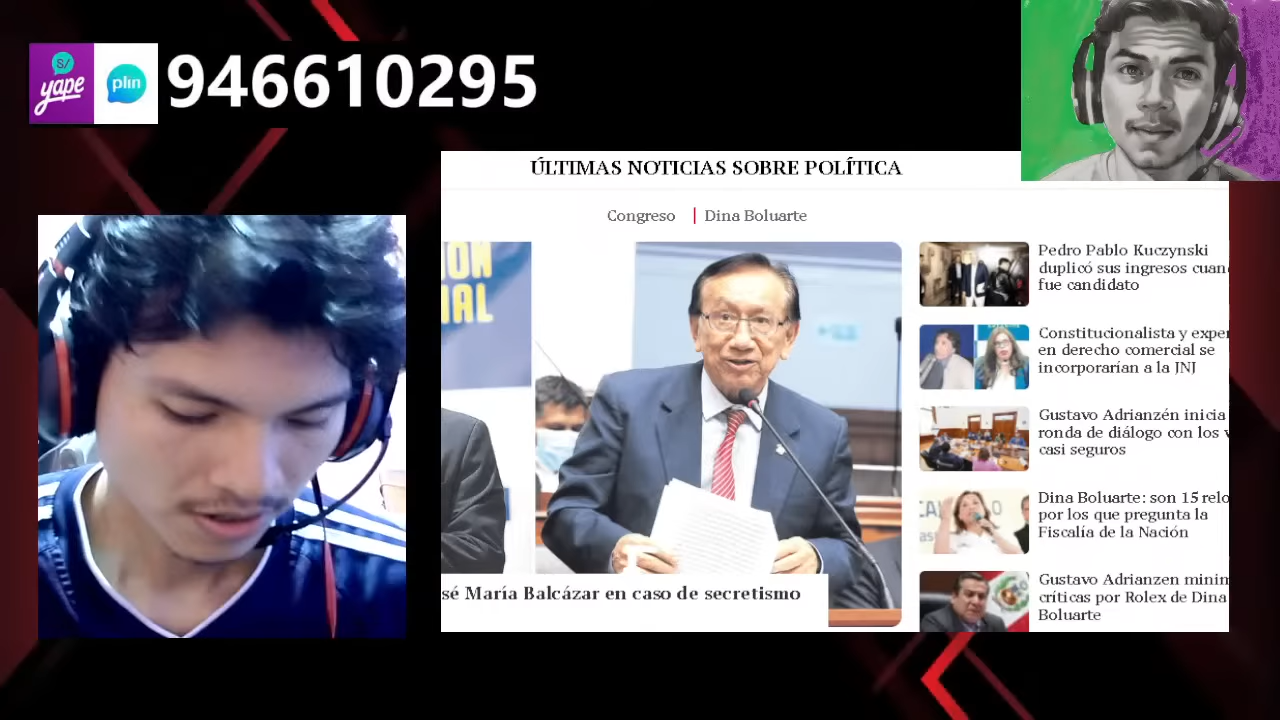 S/
yape
plin
946610295
ÚLTIMAS NOTICIAS SOBRE POLÍTICA
Congreso | Dina Boluarte
ION
NAL
sé María Balcázar en caso de secretismo
Pedro Pablo Kuczynski
duplicó sus ingresos cuan
fue candidato
Constitucionalista y exper
en derecho comercial se
incorporarían a la JNJ
Gustavo Adrianzén inicia
ronda de diálogo con los v
casi seguros
Dina Boluarte: son 15 relo
por los que pregunta la
Fiscalía de la Nación
Gustavo Adrianzen minim
críticas por Rolex de Dina
Boluarte